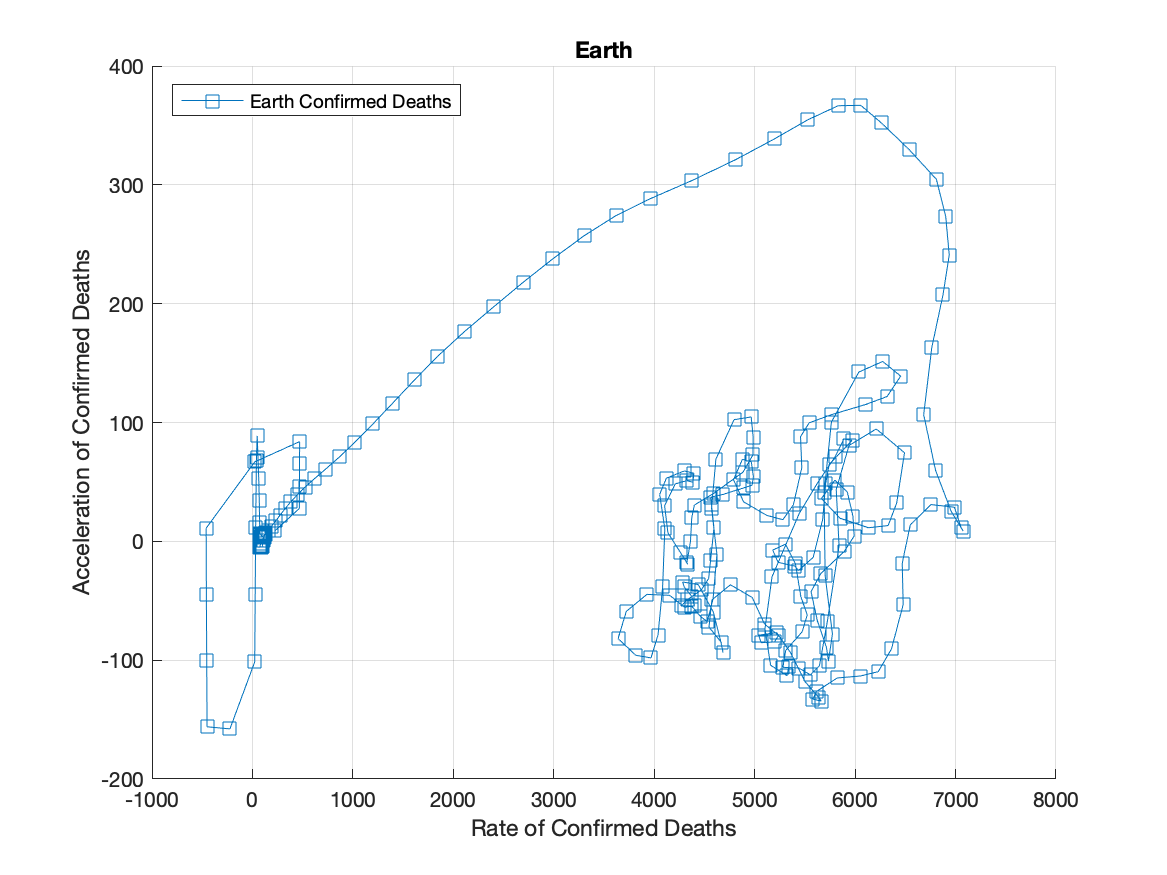 Earth
400
Earth Confirmed Deaths
300
200
100
0
-100
-200
Acceleration of Confirmed Deaths
-1000 0 1000 2000 3000 4000 5000 6000 7000 8000
Rate of Confirmed Deaths